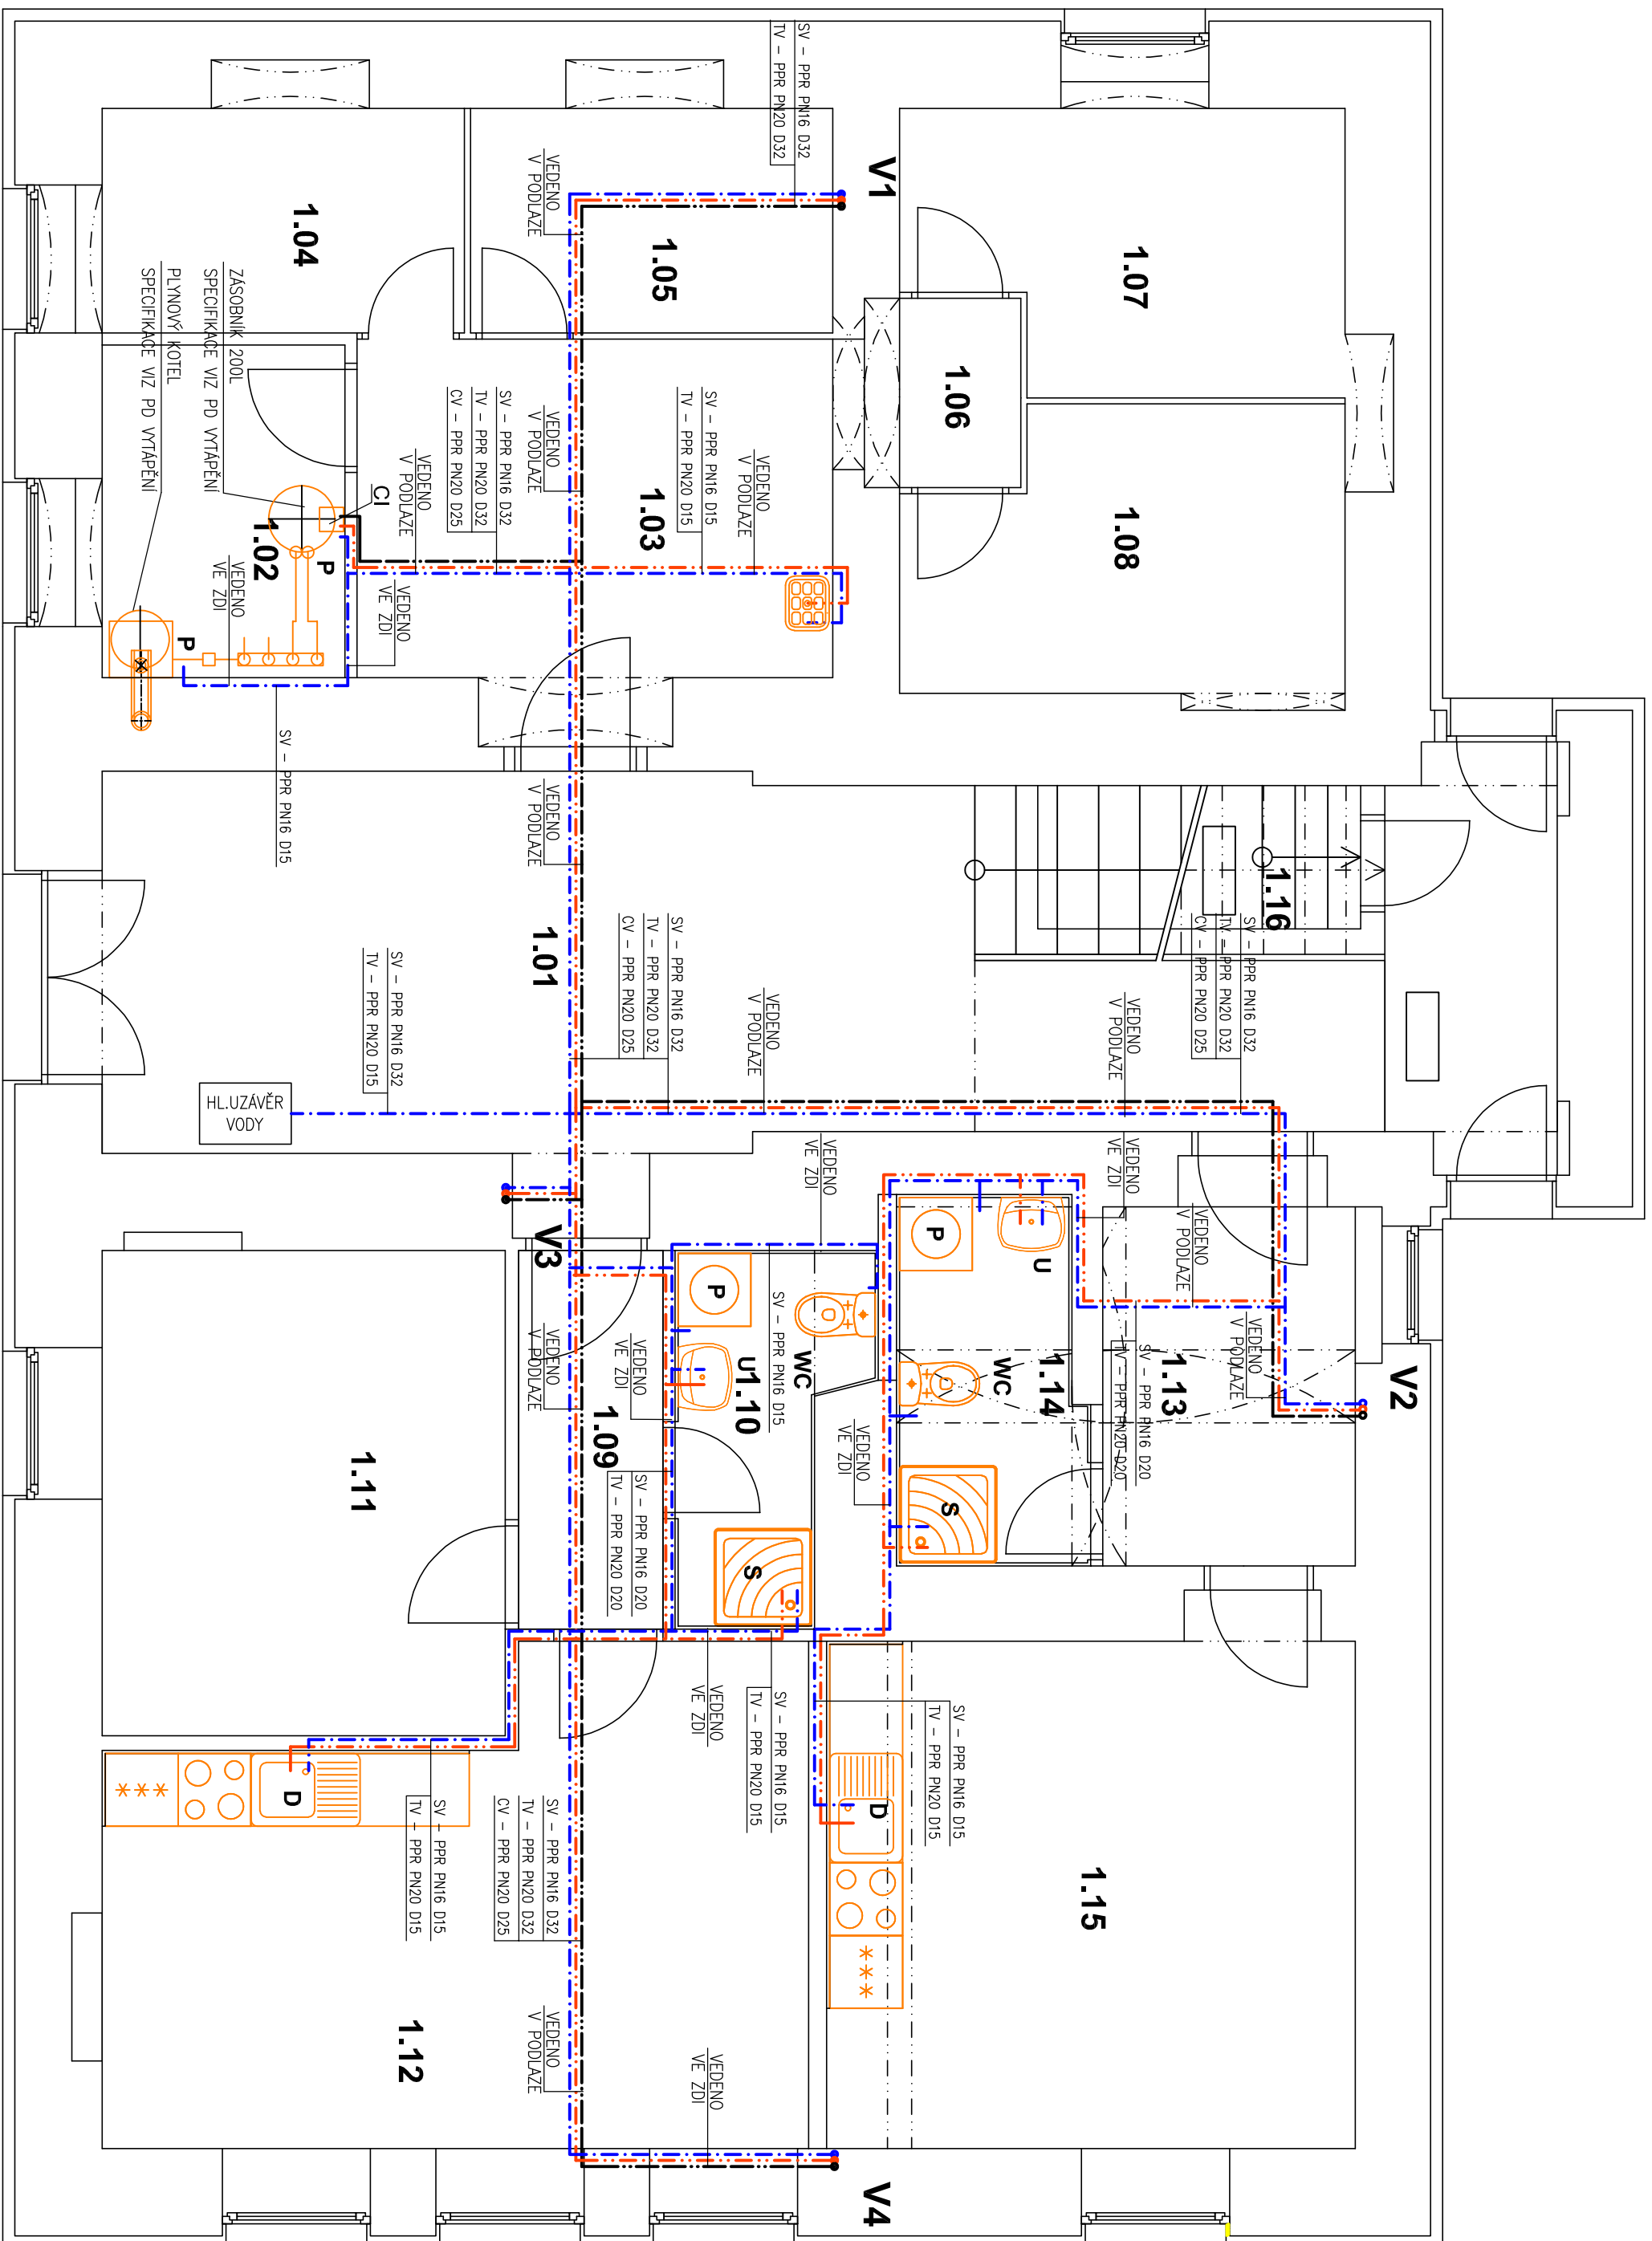 V2
VEDENO
V PODLAZE
VEDENO
V PODLAZE
SV - PPR PN16 D20
TV - PPR PN20 D20
1.13
1.16
SV - PPR PN16 D32
TV - PPR PN20 D32
CV - PPR PN20 D25
VEDENO
V PODLAZE
VEDENO
VE ZDI
1.07
1.08
1.14
1.15
U
WC
P
S
1.06
SV - PPR PN16 D15
TV - PPR PN20 D15
V1
D
V4
VEDENO
VE ZDI
VEDENO
VE ZDI
SV - PPR PN16 D32
TV - PPR PN20 D32
VEDENO
V PODLAZE
VEDENO
V PODLAZE
SV - PPR PN16 D15
WC
U
1.10
P
S
SV - PPR PN16 D15
TV - PPR PN20 D15
VEDENO
VE ZDI
VEDENO
VE ZDI
1.05
1.03
SV - PPR PN16 D15
TV - PPR PN20 D15
SV - PPR PN16 D32
TV - PPR PN20 D32
CV - PPR PN20 D25
VEDENO
VE ZDI
SV - PPR PN16 D20
TV - PPR PN20 D20
1.09
VEDENO
V PODLAZE
VEDENO
V PODLAZE
VEDENO
V PODLAZE
VEDENO
V PODLAZE
VEDENO
V PODLAZE
1.01
V3
SV - PPR PN16 D32
TV - PPR PN20 D32
CV - PPR PN20 D25
SV - PPR PN16 D32
TV - PPR PN20 D32
CV - PPR PN20 D25
VEDENO
V PODLAZE
VEDENO
VE ZDI
SV - PPR PN16 D32
TV - PPR PN20 D15
SV - PPR PN16 D15
TV - PPR PN20 D15
1.04
CI
P
1.02
1.11
1.12
D
SV - PPR PN16 D15
ZÁSOBNÍK 200L
SPECIFIKACE VIZ PD VYTÁPĚNÍ
VEDENO
VE ZDI
HL.UZÁVĚR
VODY
P
PLYNOVÝ KOTEL
SPECIFIKACE VIZ PD VYTÁPĚNÍ